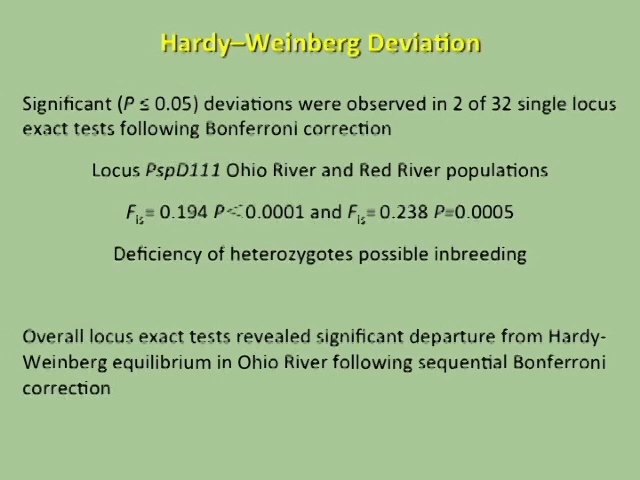 Hardy–Weinberg Deviation
Significant (P ≤ 0.05) deviations were observed in 2 of 32 single locus
exact tests following Bonferroni correction
Locus PspD111 Ohio River and Red River populations
Fis= 0.194 P<0.0001 and Fis= 0.238 P=0.0005
Deficiency of heterozygotes possible inbreeding
Overall locus exact tests revealed significant departure from Hardy-
Weinberg equilibrium in Ohio River following sequential Bonferroni
correction